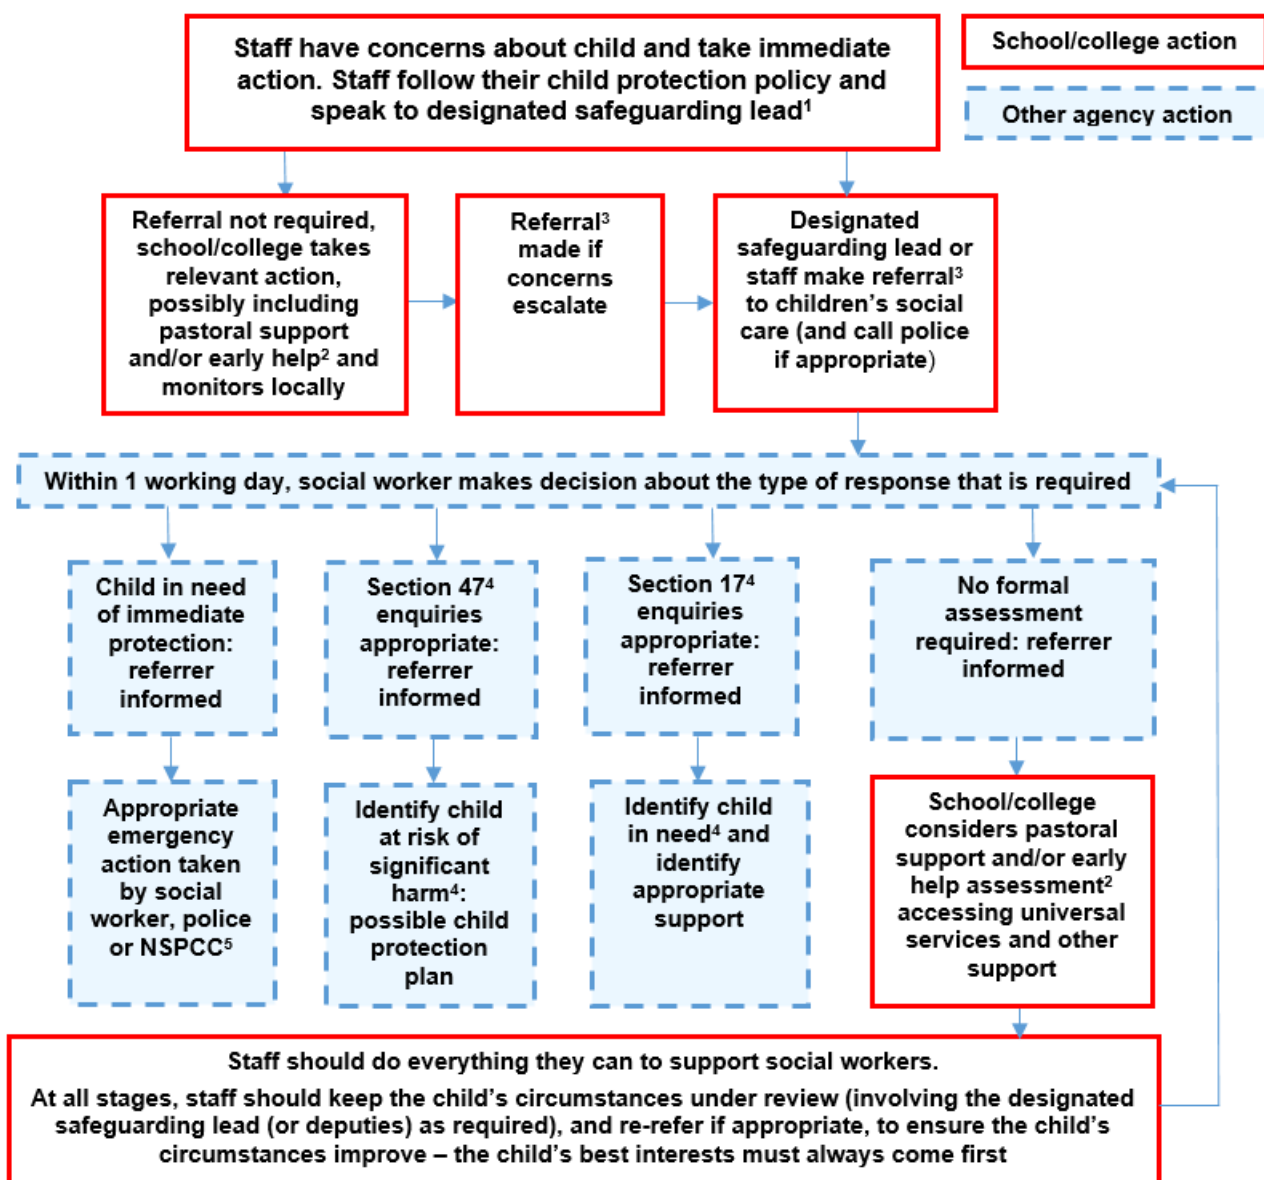 Staff have concerns about child and take immediate
action. Staff follow their child protection policy and
speak to designated safeguarding lead¹
School/college action
Other agency action
Referral not required,
school/college takes
relevant action,
possibly including
pastoral support
and/or early help² and
monitors locally
Referral³
made if
concerns
escalate
Designated
safeguarding lead or
staff make referral³
to children’s social
care (and call police
if appropriate)
Within 1 working day, social worker makes decision about the type of response that is required
Child in need
of immediate
protection:
referrer
informed
Section 47⁴
enquiries
appropriate:
referrer
informed
Section 17⁴
enquiries
appropriate:
referrer
informed
No formal
assessment
required: referrer
informed
Appropriate
emergency
action taken
by social
worker, police
or NSPCC⁵
Identify child
at risk of
significant
harm⁴:
possible child
protection
plan
Identify child
in need⁴ and
identify
appropriate
support
School/college
considers pastoral
support and/or early
help assessment²
accessing universal
services and other
support
Staff should do everything they can to support social workers.
At all stages, staff should keep the child’s circumstances under review (involving the designated
safeguarding lead (or deputies) as required), and re-refer if appropriate, to ensure the child’s
circumstances improve – the child’s best interests must always come first